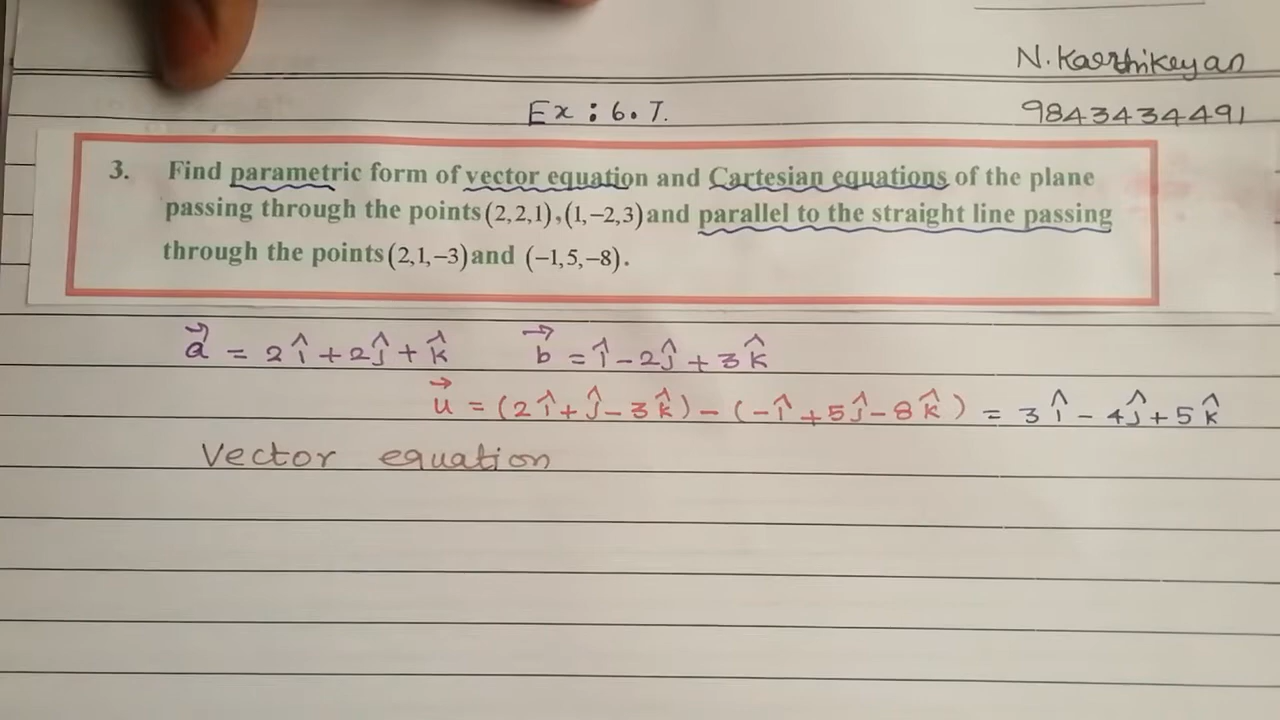 N. Karthikeyan
Ex : 6.7.
9843434491
3. Find parametric form of vector equation and Cartesian equations of the plane
passing through the points (2,2,1), (1,−2,3) and parallel to the straight line passing
through the points (2,1,−3) and (−1,5,−8).
a⃗ = 2î + 2ĵ + k̂ b⃗ = î − 2ĵ + 3k̂
u⃗ = (2î + ĵ − 3k̂) − (−î + 5ĵ − 8k̂) = 3î − 4ĵ + 5k̂
Vector equation